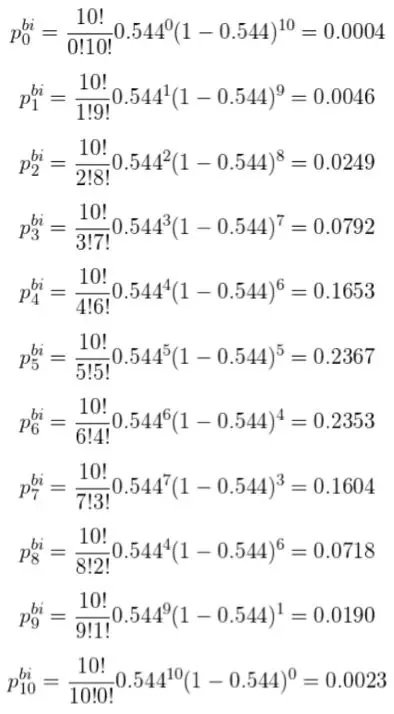 p_0^{bi} = \frac{10!}{0!10!}0.544^0(1 − 0.544)^{10} = 0.0004
p_1^{bi} = \frac{10!}{1!9!}0.544^1(1 − 0.544)^9 = 0.0046
p_2^{bi} = \frac{10!}{2!8!}0.544^2(1 − 0.544)^8 = 0.0249
p_3^{bi} = \frac{10!}{3!7!}0.544^3(1 − 0.544)^7 = 0.0792
p_4^{bi} = \frac{10!}{4!6!}0.544^4(1 − 0.544)^6 = 0.1653
p_5^{bi} = \frac{10!}{5!5!}0.544^5(1 − 0.544)^5 = 0.2367
p_6^{bi} = \frac{10!}{6!4!}0.544^6(1 − 0.544)^4 = 0.2353
p_7^{bi} = \frac{10!}{7!3!}0.544^7(1 − 0.544)^3 = 0.1604
p_8^{bi} = \frac{10!}{8!2!}0.544^4(1 − 0.544)^6 = 0.0718
p_9^{bi} = \frac{10!}{9!1!}0.544^9(1 − 0.544)^1 = 0.0190
p_{10}^{bi} = \frac{10!}{10!0!}0.544^{10}(1 − 0.544)^0 = 0.0023